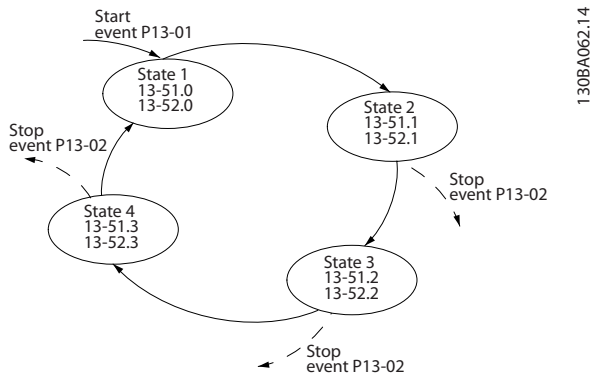 Start
event P13-01
State 1
13-51.0
13-52.0
State 2
13-51.1
13-52.1
Stop
event P13-02
State 3
13-51.2
13-52.2
Stop
event P13-02
State 4
13-51.3
13-52.3
Stop
event P13-02
130BA062.14